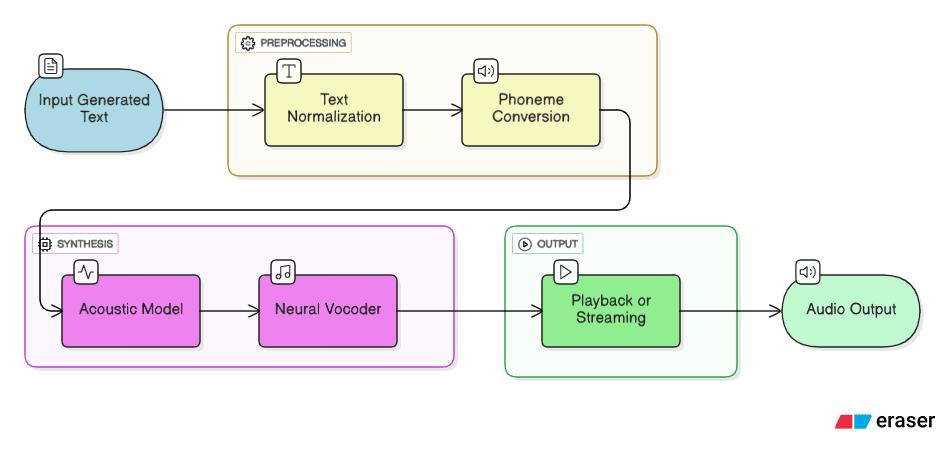 PREPROCESSING
Input Generated
Text
Text
Normalization
Phoneme
Conversion
SYNTHESIS
Acoustic Model
Neural Vocoder
OUTPUT
Playback or
Streaming
Audio Output
eraser